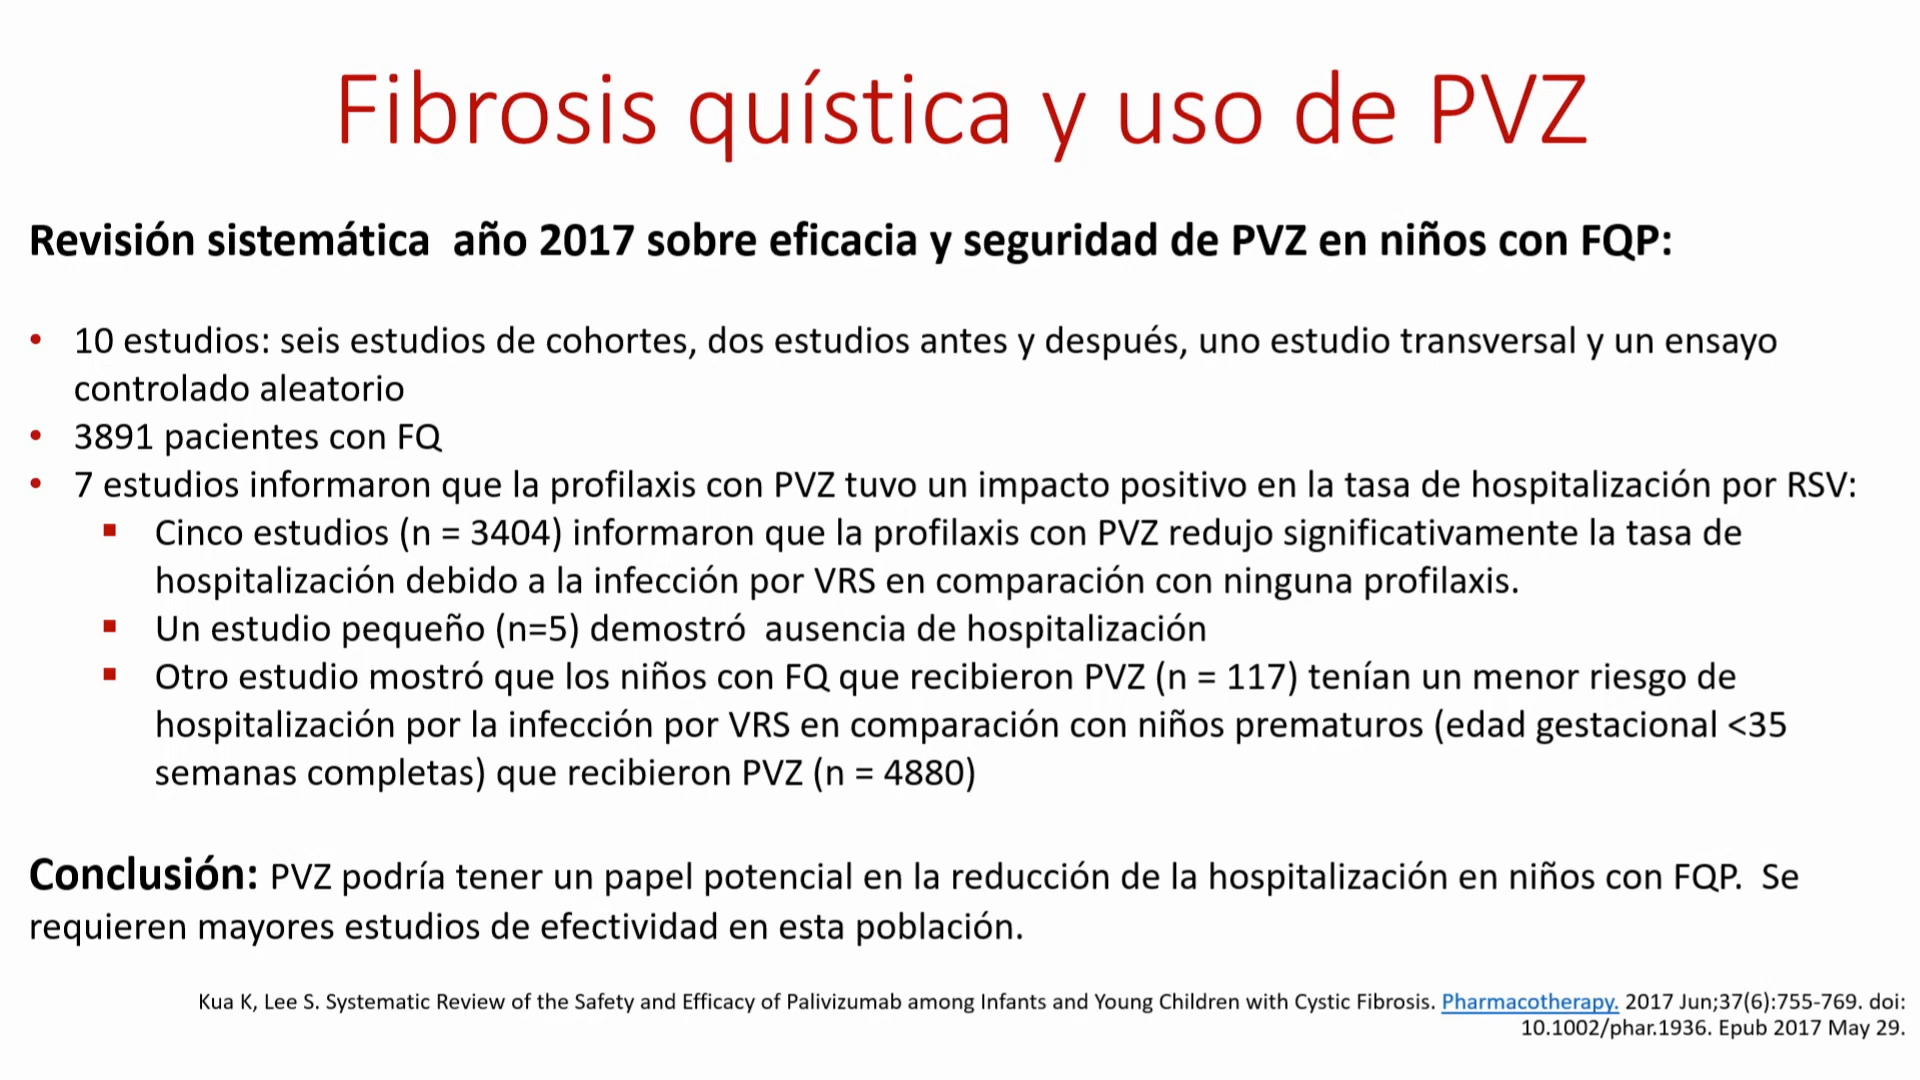 Fibrosis quística y uso de PVZ
Revisión sistemática año 2017 sobre eficacia y seguridad de PVZ en niños con FQP:
• 10 estudios: seis estudios de cohortes, dos estudios antes y después, uno estudio transversal y un ensayo
controlado aleatorio
• 3891 pacientes con FQ
• 7 estudios informaron que la profilaxis con PVZ tuvo un impacto positivo en la tasa de hospitalización por RSV:
▪ Cinco estudios (n = 3404) informaron que la profilaxis con PVZ redujo significativamente la tasa de
hospitalización debido a la infección por VRS en comparación con ninguna profilaxis.
▪ Un estudio pequeño (n=5) demostró ausencia de hospitalización
▪ Otro estudio mostró que los niños con FQ que recibieron PVZ (n = 117) tenían un menor riesgo de
hospitalización por la infección por VRS en comparación con niños prematuros (edad gestacional <35
semanas completas) que recibieron PVZ (n = 4880)
Conclusión: PVZ podría tener un papel potencial en la reducción de la hospitalización en niños con FQP. Se
requieren mayores estudios de efectividad en esta población.
Kua K, Lee S. Systematic Review of the Safety and Efficacy of Palivizumab among Infants and Young Children with Cystic Fibrosis. Pharmacotherapy. 2017 Jun;37(6):755-769. doi:
10.1002/phar.1936. Epub 2017 May 29.